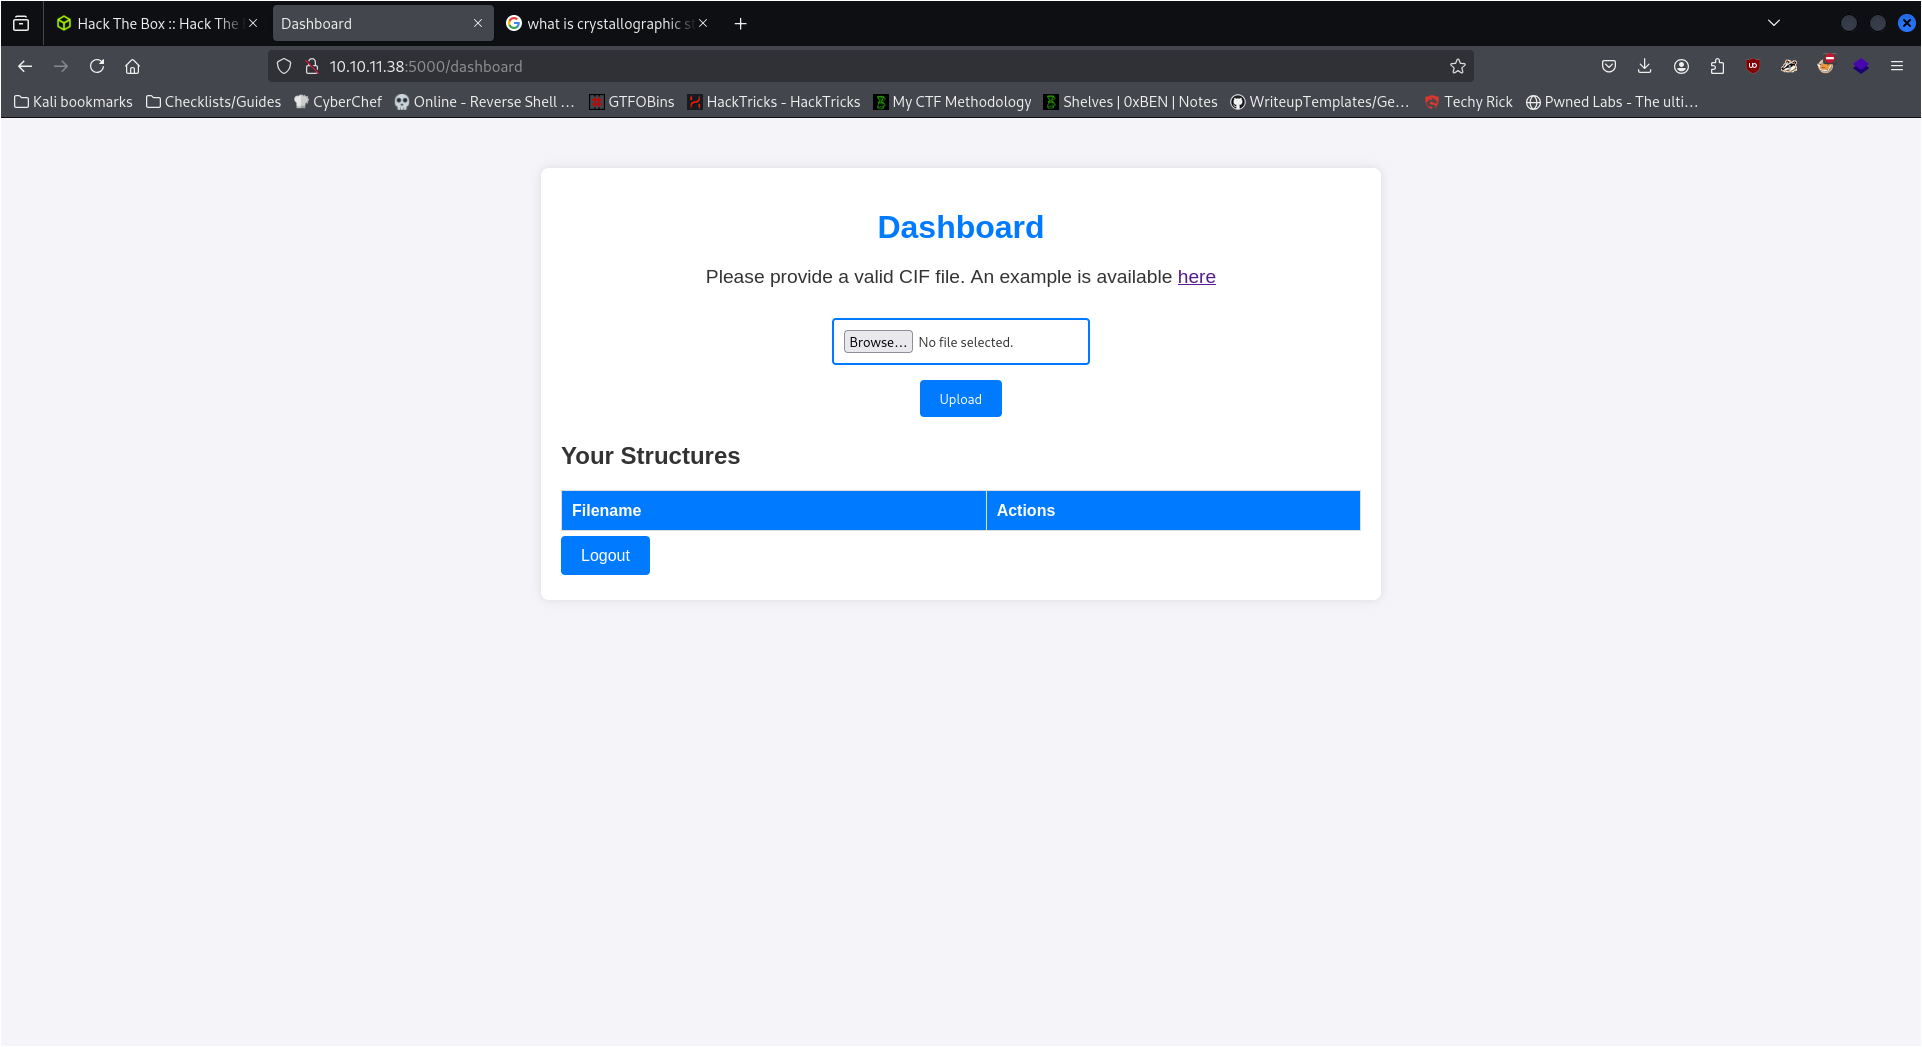 Hack The Box :: Hack The
Dashboard
what is crystallographic s
10.10.11.38:5000/dashboard
Kali bookmarks
Checklists/Guides
CyberChef
Online - Reverse Shell …
GTFOBins
HackTricks - HackTricks
My CTF Methodology
Shelves | 0xBEN | Notes
WriteupTemplates/Ge…
Techy Rick
Pwned Labs - The ulti…
Dashboard
Please provide a valid CIF file. An example is available here
Browse… No file selected.
Upload
Your Structures
Filename Actions
Logout